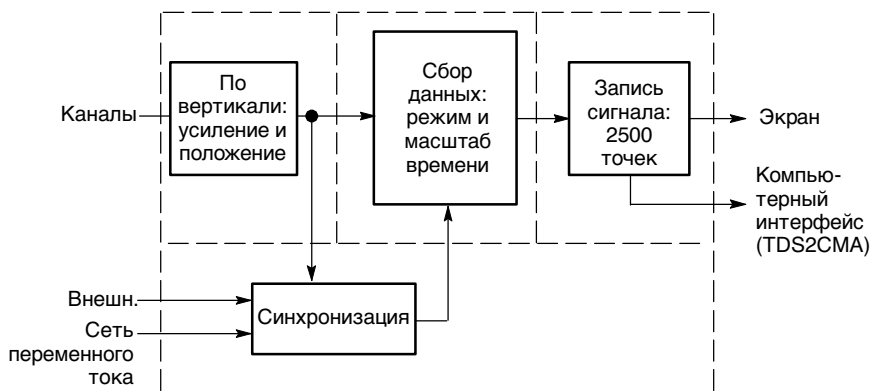 Каналы
По
вертикали:
усиление и
положение
Сбор
данных:
режим и
масштаб
времени
Запись
сигнала:
2500
точек
Экран
Компью-
терный
интерфейс
(TDS2CMA)
Внешн.
Сеть
переменного
тока
Синхронизация